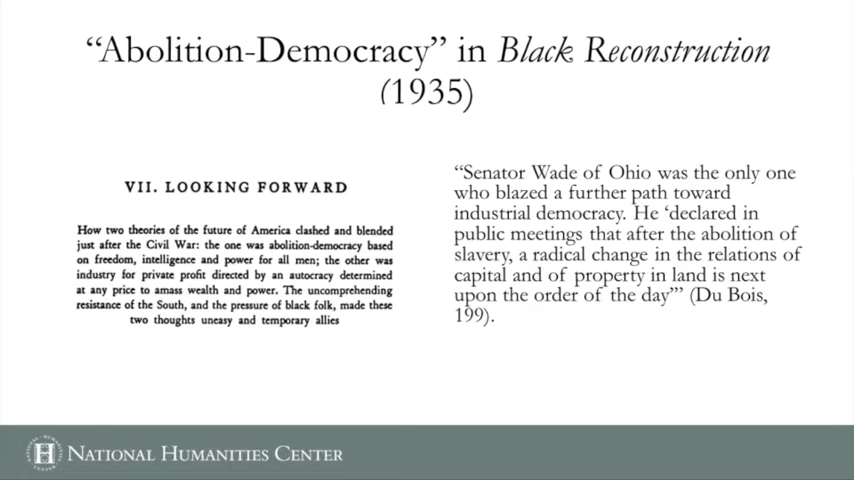 “Abolition-Democracy” in Black Reconstruction
(1935)
VII. LOOKING FORWARD
How two theories of the future of America clashed and blended
just after the Civil War: the one was abolition-democracy based
on freedom, intelligence and power for all men; the other was
industry for private profit directed by an autocracy determined
at any price to amass wealth and power. The uncomprehending
resistance of the South, and the pressure of black folk, made these
two thoughts uneasy and temporary allies
“Senator Wade of Ohio was the only one
who blazed a further path toward
industrial democracy. He ‘declared in
public meetings that after the abolition of
slavery, a radical change in the relations of
capital and of property in land is next
upon the order of the day’” (Du Bois,
199).
NATIONAL HUMANITIES CENTER